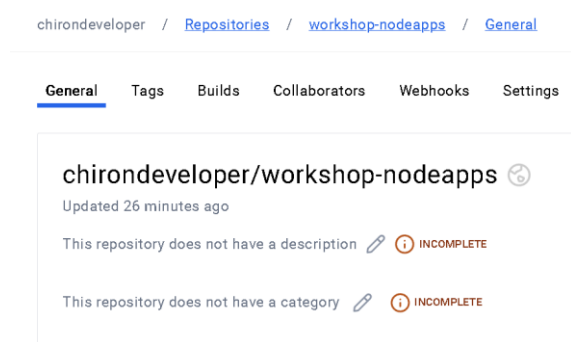 chirondeveloper / Repositories / workshop-nodeapps / General
General Tags Builds Collaborators Webhooks Settings
chirondeveloper/workshop-nodeapps
Updated 26 minutes ago
This repository does not have a description INCOMPLETE
This repository does not have a category INCOMPLETE